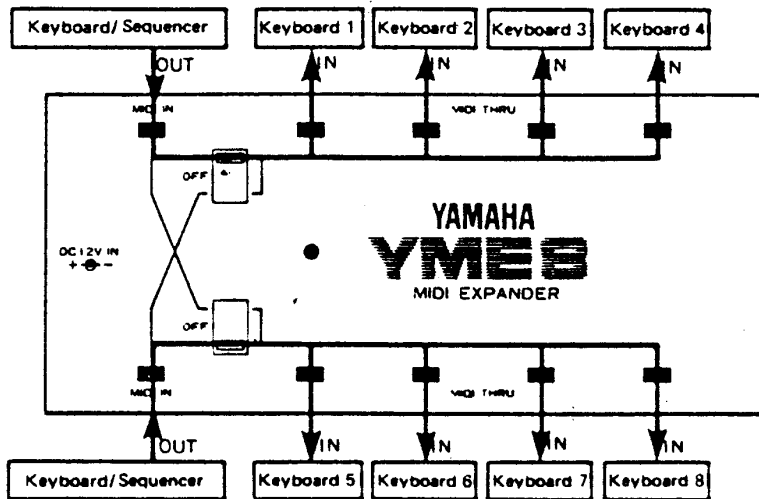 Keyboard/Sequencer Keyboard 1 Keyboard 2 Keyboard 3 Keyboard 4
OUT IN IN IN IN
MIDI IN MIDI THRU
OFF
YAMAHA
YME8
MIDI EXPANDER
DC 12V IN
+ -
OFF
MIDI IN MIDI THRU
OUT IN IN IN IN
Keyboard/Sequencer Keyboard 5 Keyboard 6 Keyboard 7 Keyboard 8